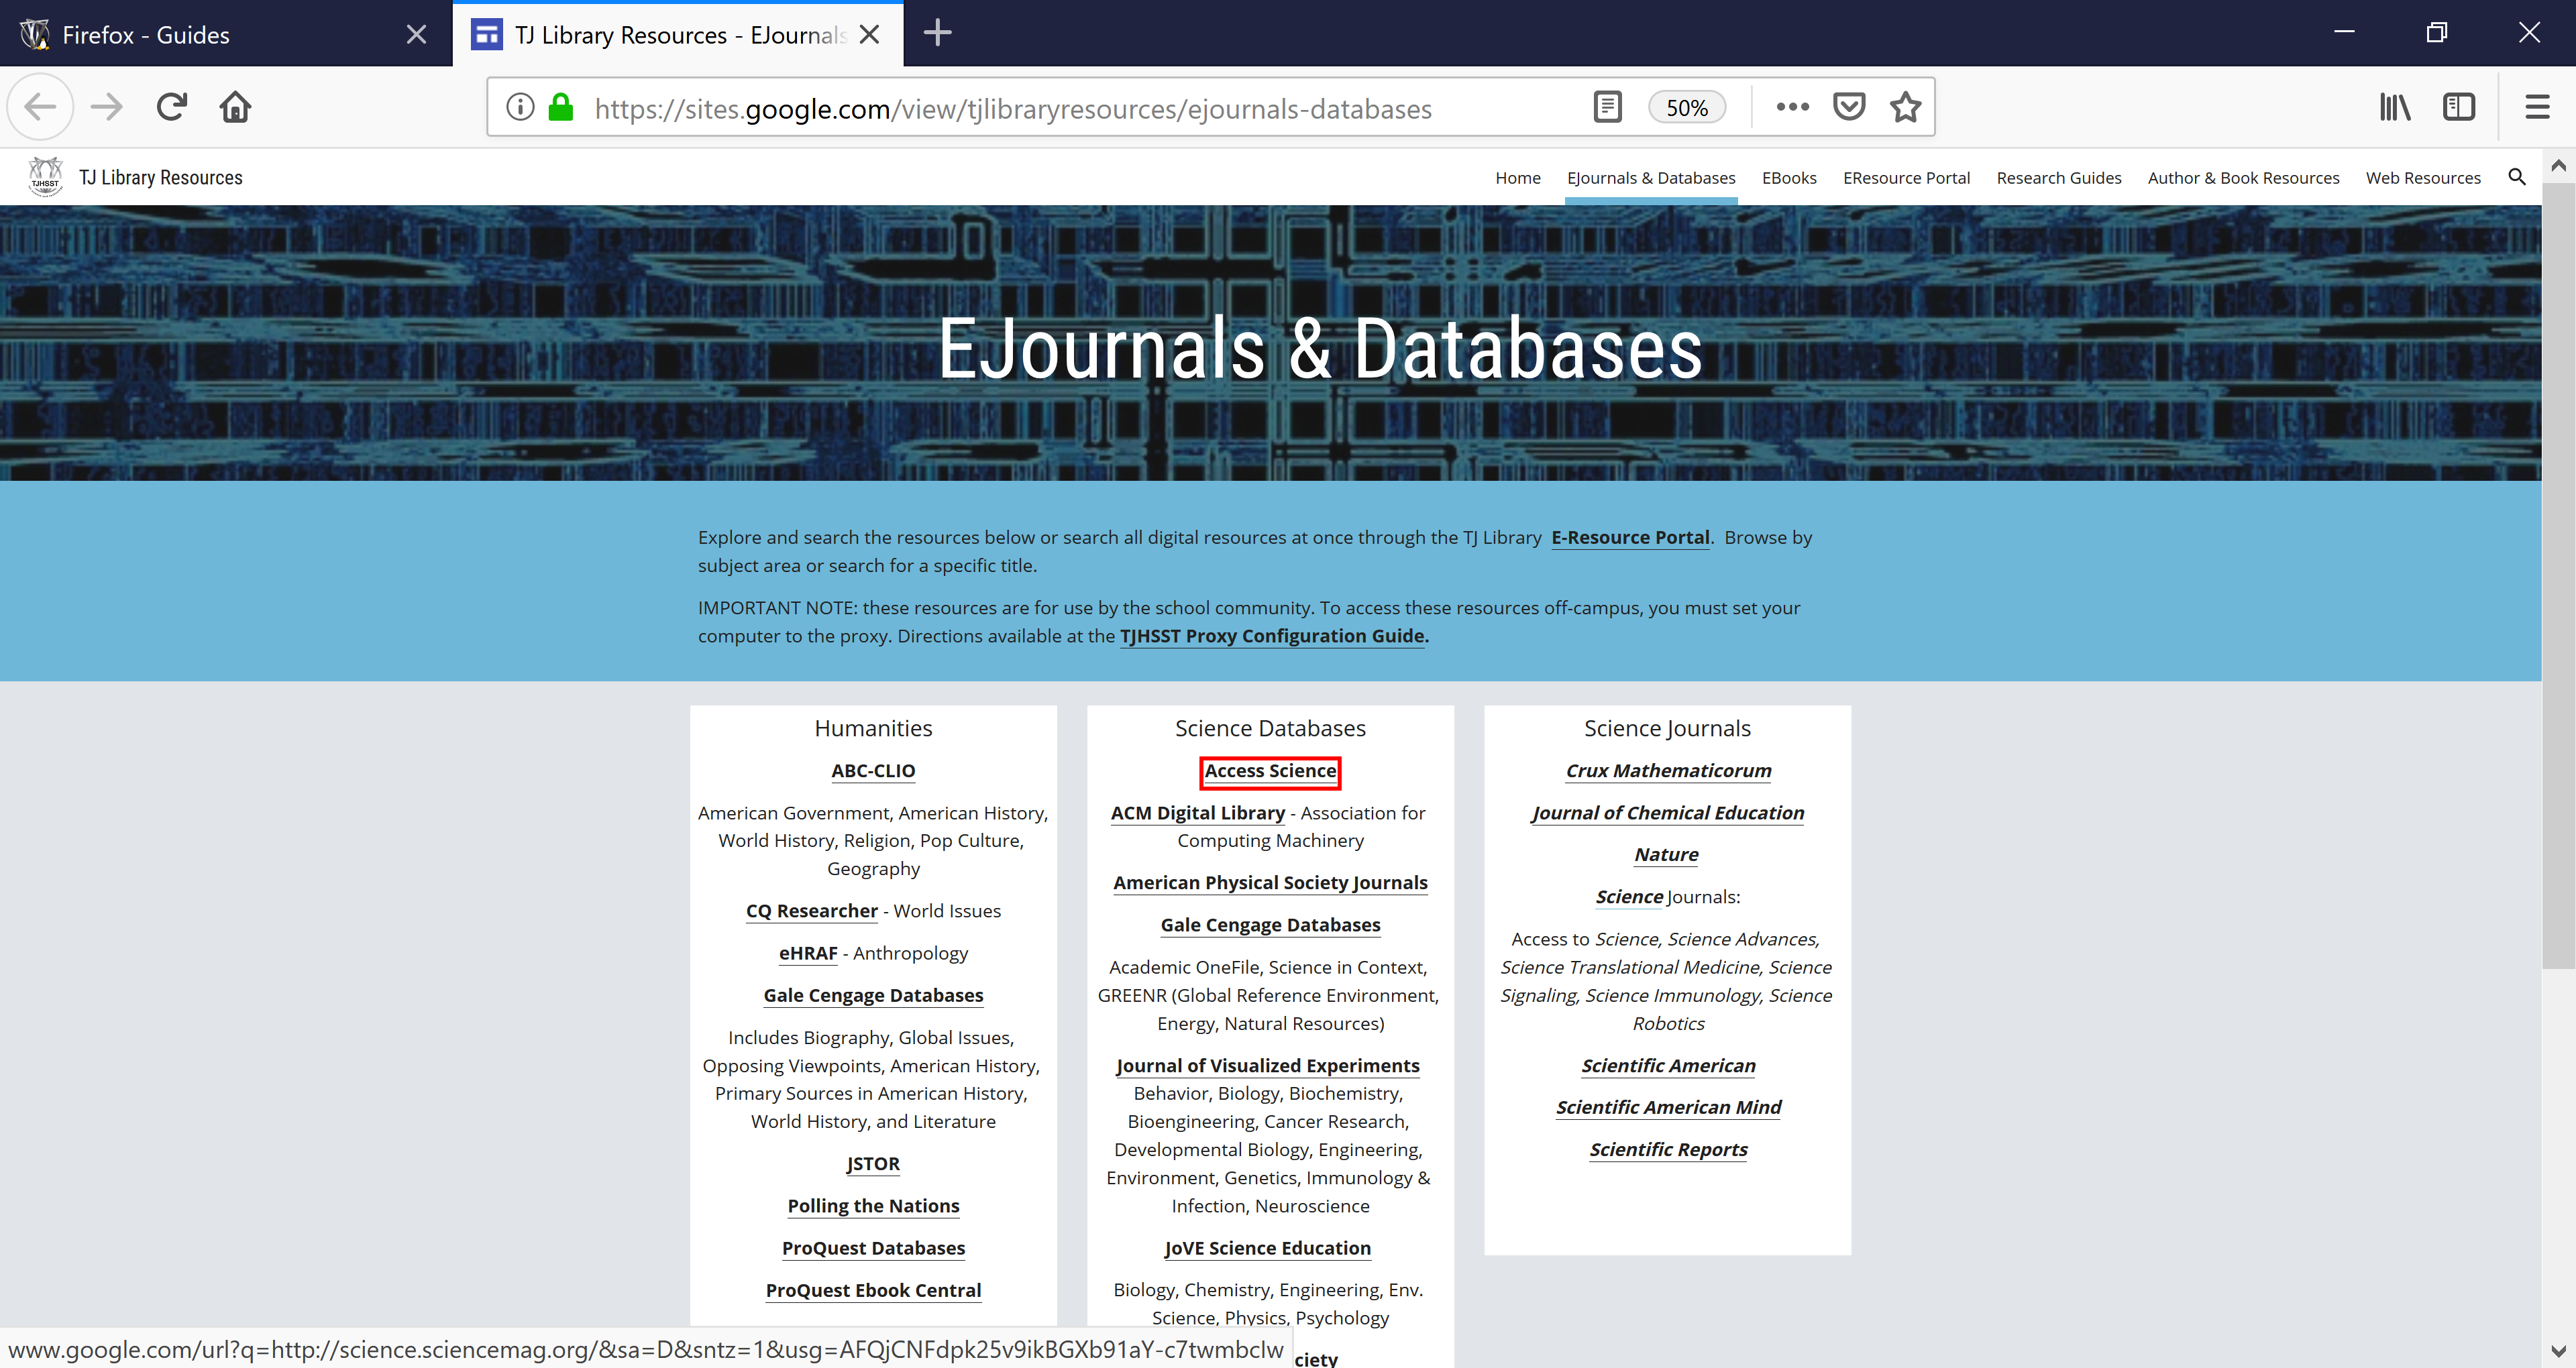 Firefox - Guides
TJ Library Resources - EJournals
https://sites.google.com/view/tjlibraryresources/ejournals-databases
50%
TJHSST
TJ Library Resources
Home EJournals & Databases EBooks EResource Portal Research Guides Author & Book Resources Web Resources
EJournals & Databases
Explore and search the resources below or search all digital resources at once through the TJ Library E-Resource Portal. Browse by
subject area or search for a specific title.
IMPORTANT NOTE: these resources are for use by the school community. To access these resources off-campus, you must set your
computer to the proxy. Directions available at the TJHSST Proxy Configuration Guide.
Humanities
ABC-CLIO
American Government, American History,
World History, Religion, Pop Culture,
Geography
CQ Researcher - World Issues
eHRAF - Anthropology
Gale Cengage Databases
Includes Biography, Global Issues,
Opposing Viewpoints, American History,
Primary Sources in American History,
World History, and Literature
JSTOR
Polling the Nations
ProQuest Databases
ProQuest Ebook Central
Science Databases
Access Science
ACM Digital Library - Association for
Computing Machinery
American Physical Society Journals
Gale Cengage Databases
Academic OneFile, Science in Context,
GREENR (Global Reference Environment,
Energy, Natural Resources)
Journal of Visualized Experiments
Behavior, Biology, Biochemistry,
Bioengineering, Cancer Research,
Developmental Biology, Engineering,
Environment, Genetics, Immunology &
Infection, Neuroscience
JoVE Science Education
Biology, Chemistry, Engineering, Env.
Science, Physics, Psychology
ciety
Science Journals
Crux Mathematicorum
Journal of Chemical Education
Nature
Science Journals:
Access to Science, Science Advances,
Science Translational Medicine, Science
Signaling, Science Immunology, Science
Robotics
Scientific American
Scientific American Mind
Scientific Reports
www.google.com/url?q=http://science.sciencemag.org/&sa=D&sntz=1&usg=AFQjCNFdpk25v9ikBGXb91aY-c7twmbclw